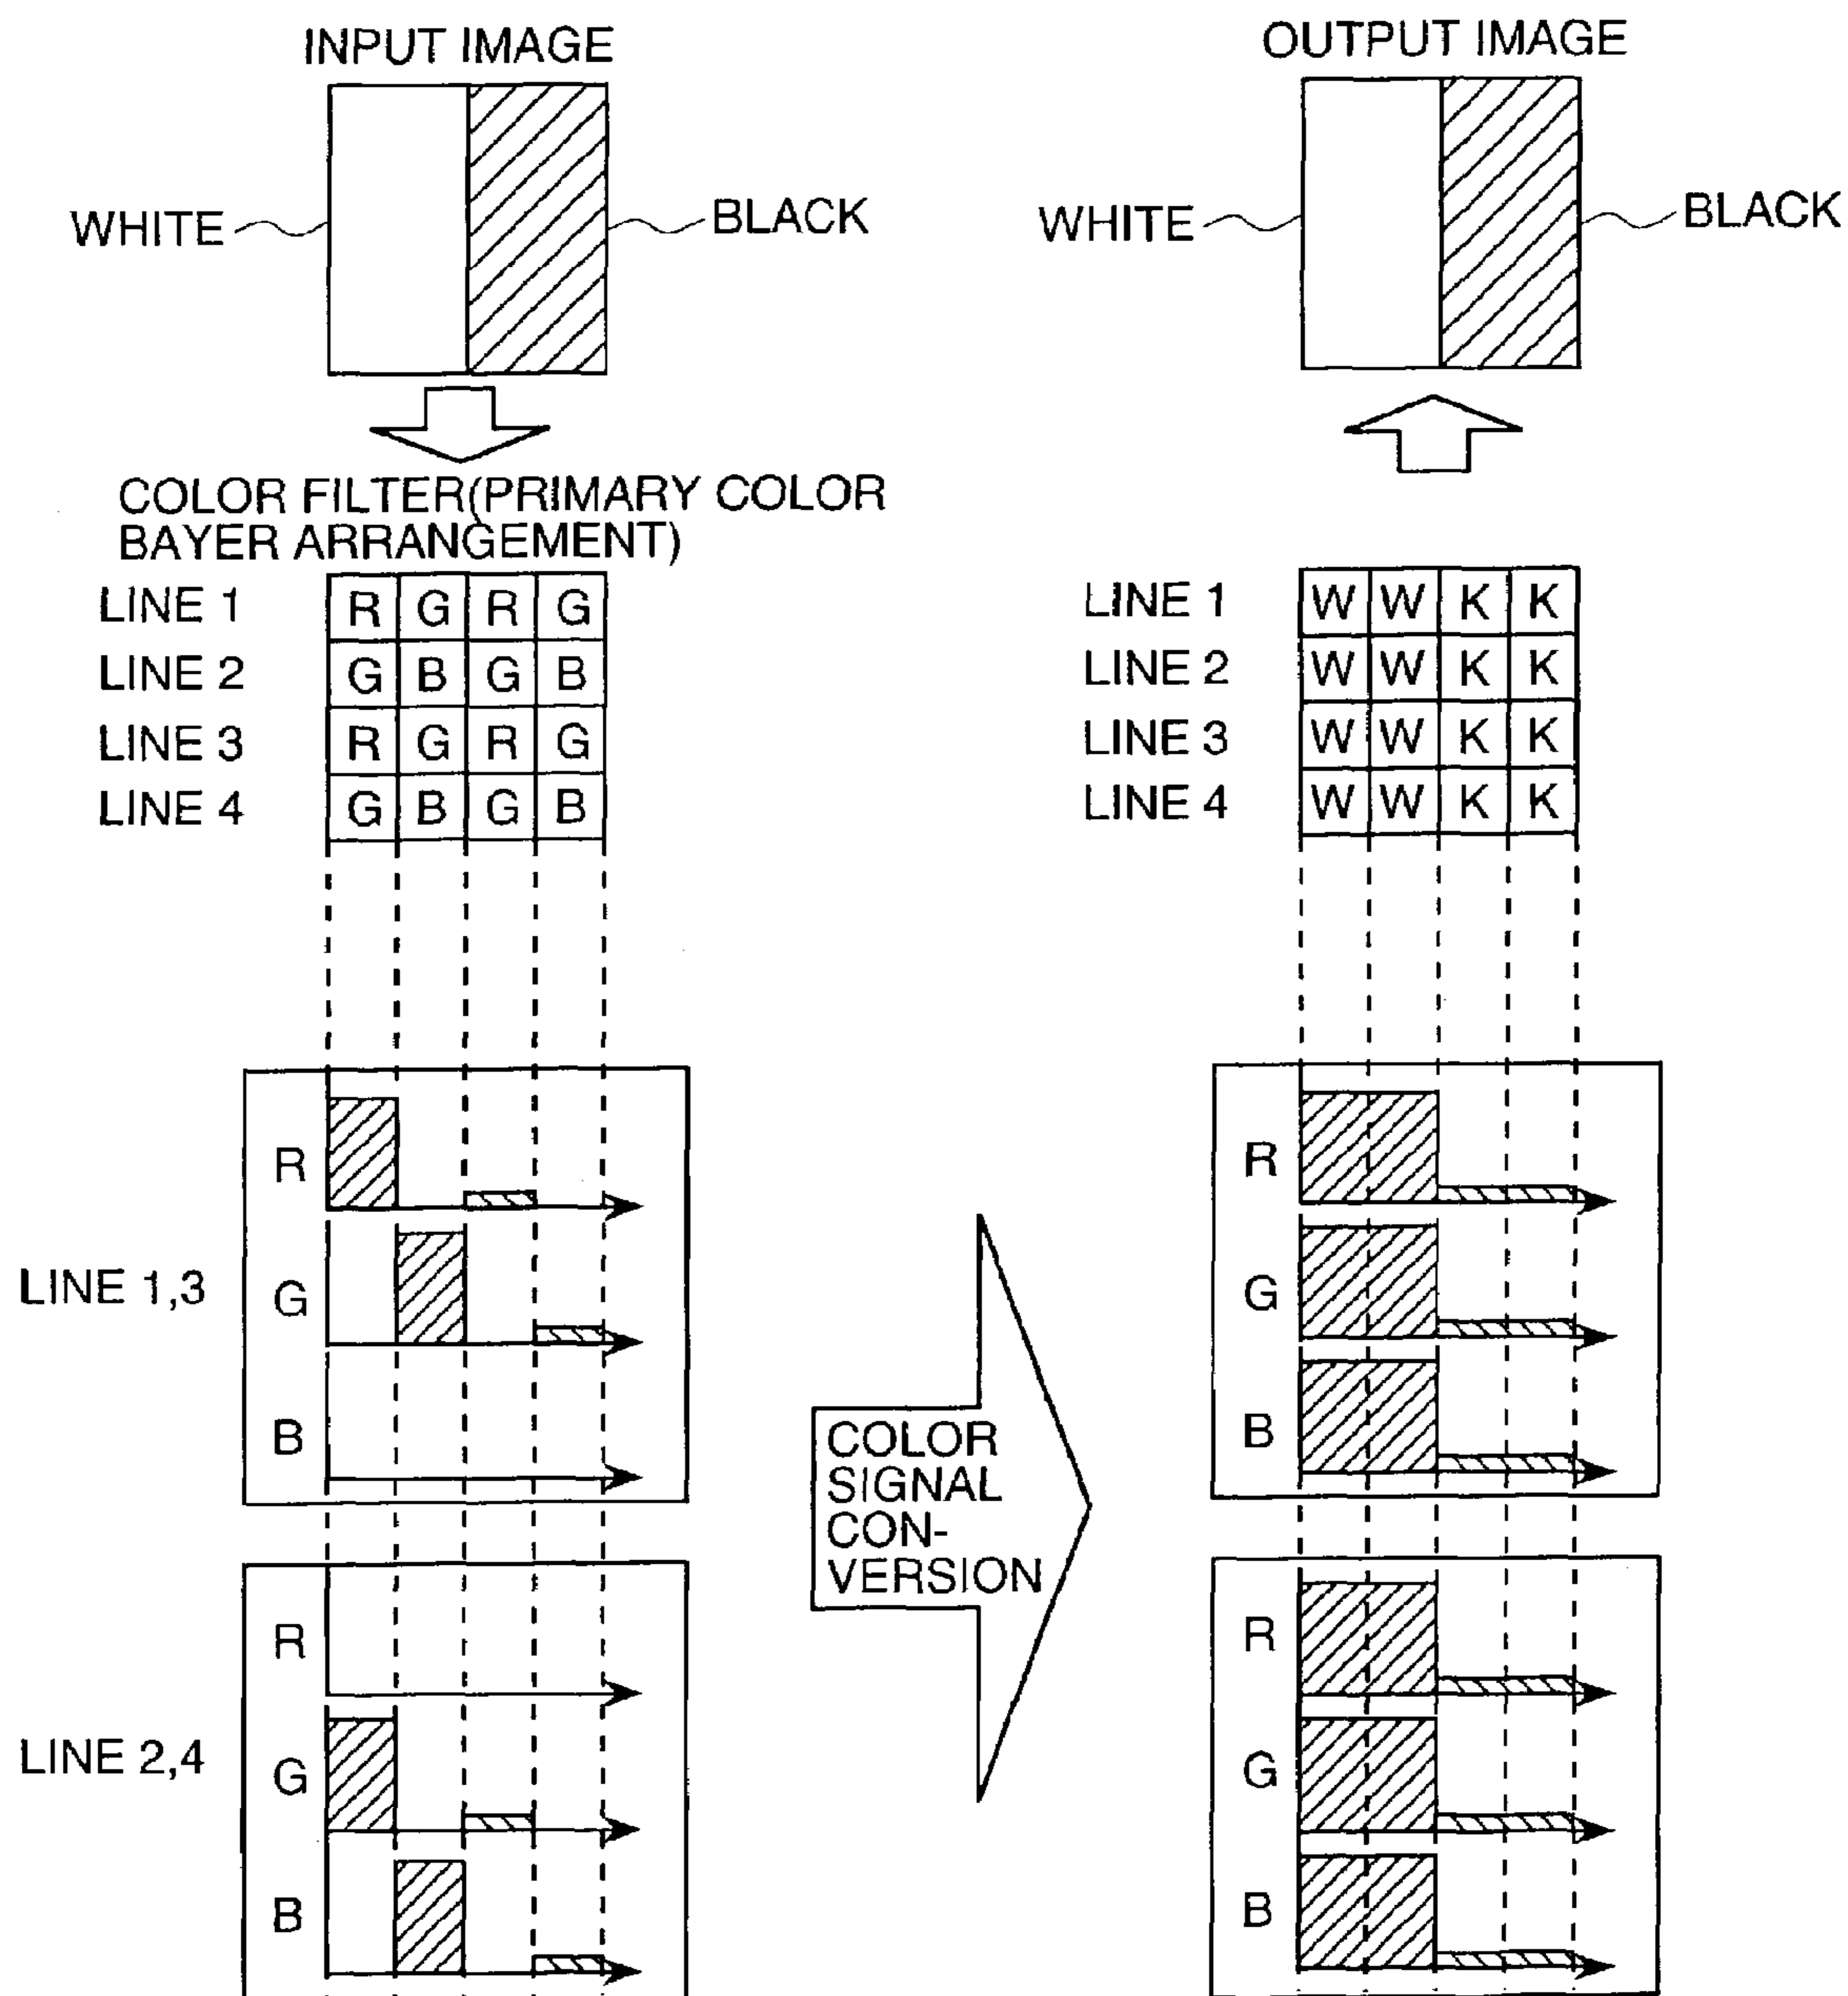 INPUT IMAGE
WHITE
BLACK
COLOR FILTER(PRIMARY COLOR
BAYER ARRANGEMENT)
LINE 1 R G R G
LINE 2 G B G B
LINE 3 R G R G
LINE 4 G B G B
LINE 1,3
R
G
B
LINE 2,4
R
G
B
COLOR
SIGNAL
CON-
VERSION
OUTPUT IMAGE
WHITE
BLACK
LINE 1 W W K K
LINE 2 W W K K
LINE 3 W W K K
LINE 4 W W K K
R
G
B
R
G
B